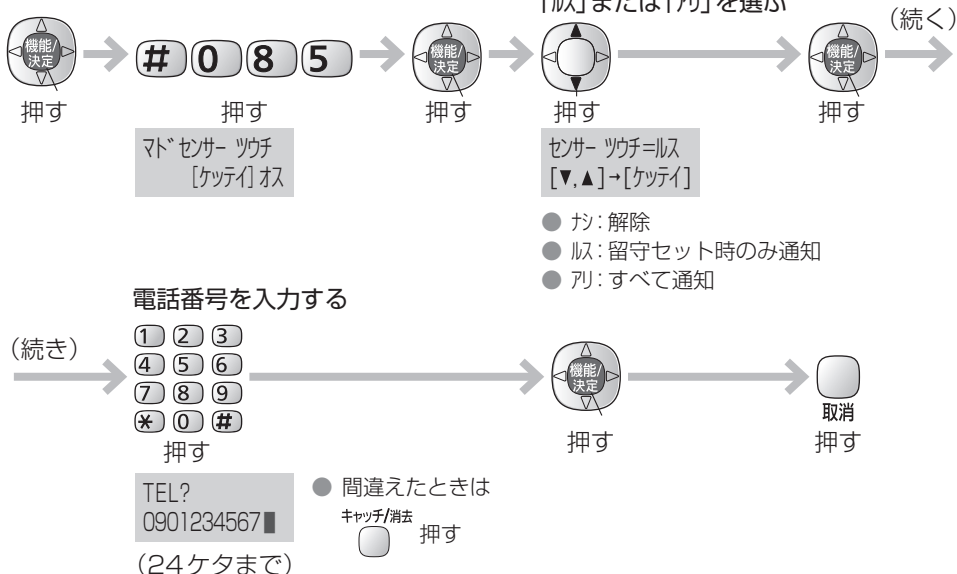 「ルス」または「アリ」を選ぶ
(続く)
機能/
決定
#085
機能/
決定
機能/
決定
押す
押す
押す
押す
押す
マドセンサー ツウチ
[ケッテイ] オス
センサー ツウチ=ルス
[▼,▲]→[ケッテイ]
● ナシ:解除
● ルス:留守セット時のみ通知
● アリ:すべて通知
電話番号を入力する
(続き)
1 2 3
4 5 6
7 8 9
* 0 #
押す
機能/
決定
押す
取消
押す
TEL?
0901234567
● 間違えたときは
キャッチ/消去
押す
(24ケタまで)